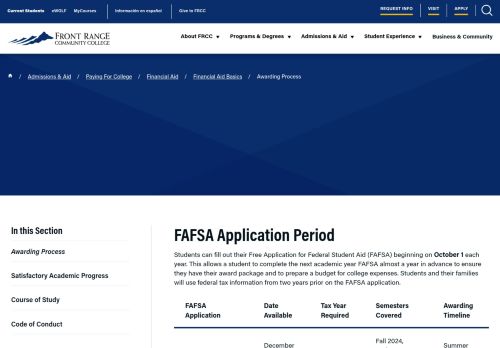 Current Students eWOLF MyCourses Información en español Give to FRCC REQUEST INFO VISIT APPLY
FRONT RANGE
COMMUNITY COLLEGE
About FRCC Programs & Degrees Admissions & Aid Student Experience Business & Community
/ Admissions & Aid / Paying For College / Financial Aid / Financial Aid Basics / Awarding Process
In this Section
Awarding Process
Satisfactory Academic Progress
Course of Study
Code of Conduct
FAFSA Application Period
Students can fill out their Free Application for Federal Student Aid (FAFSA) beginning on October 1 each
year. This allows a student to complete the next academic year FAFSA almost a year in advance to ensure
they have their award package and to prepare a budget for college expenses. Students and their families
will use federal tax information from two years prior on the FAFSA application.
FAFSA Date Tax Year Semesters Awarding
Application Available Required Covered Timeline
Fall 2024,
December Summer